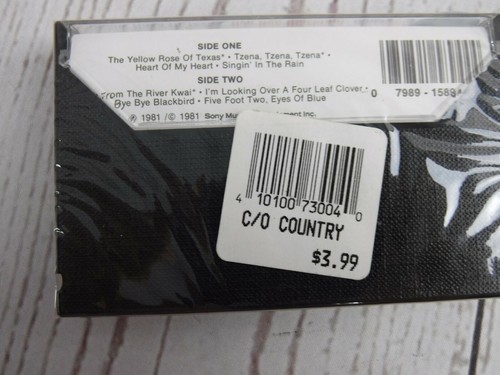 SIDE ONE
The Yellow Rose Of Texas* • Tzena, Tzena, Tzena* •
Heart Of My Heart • Singin' In The Rain
SIDE TWO
From The River Kwai* • I'm Looking Over A Four Leaf Clover, •
Bye Bye Blackbird • Five Foot Two, Eyes Of Blue
℗ 1981 / © 1981 Sony Inc.
0 7989 - 1589
4 10100 73004 0
C/O COUNTRY
$3.99